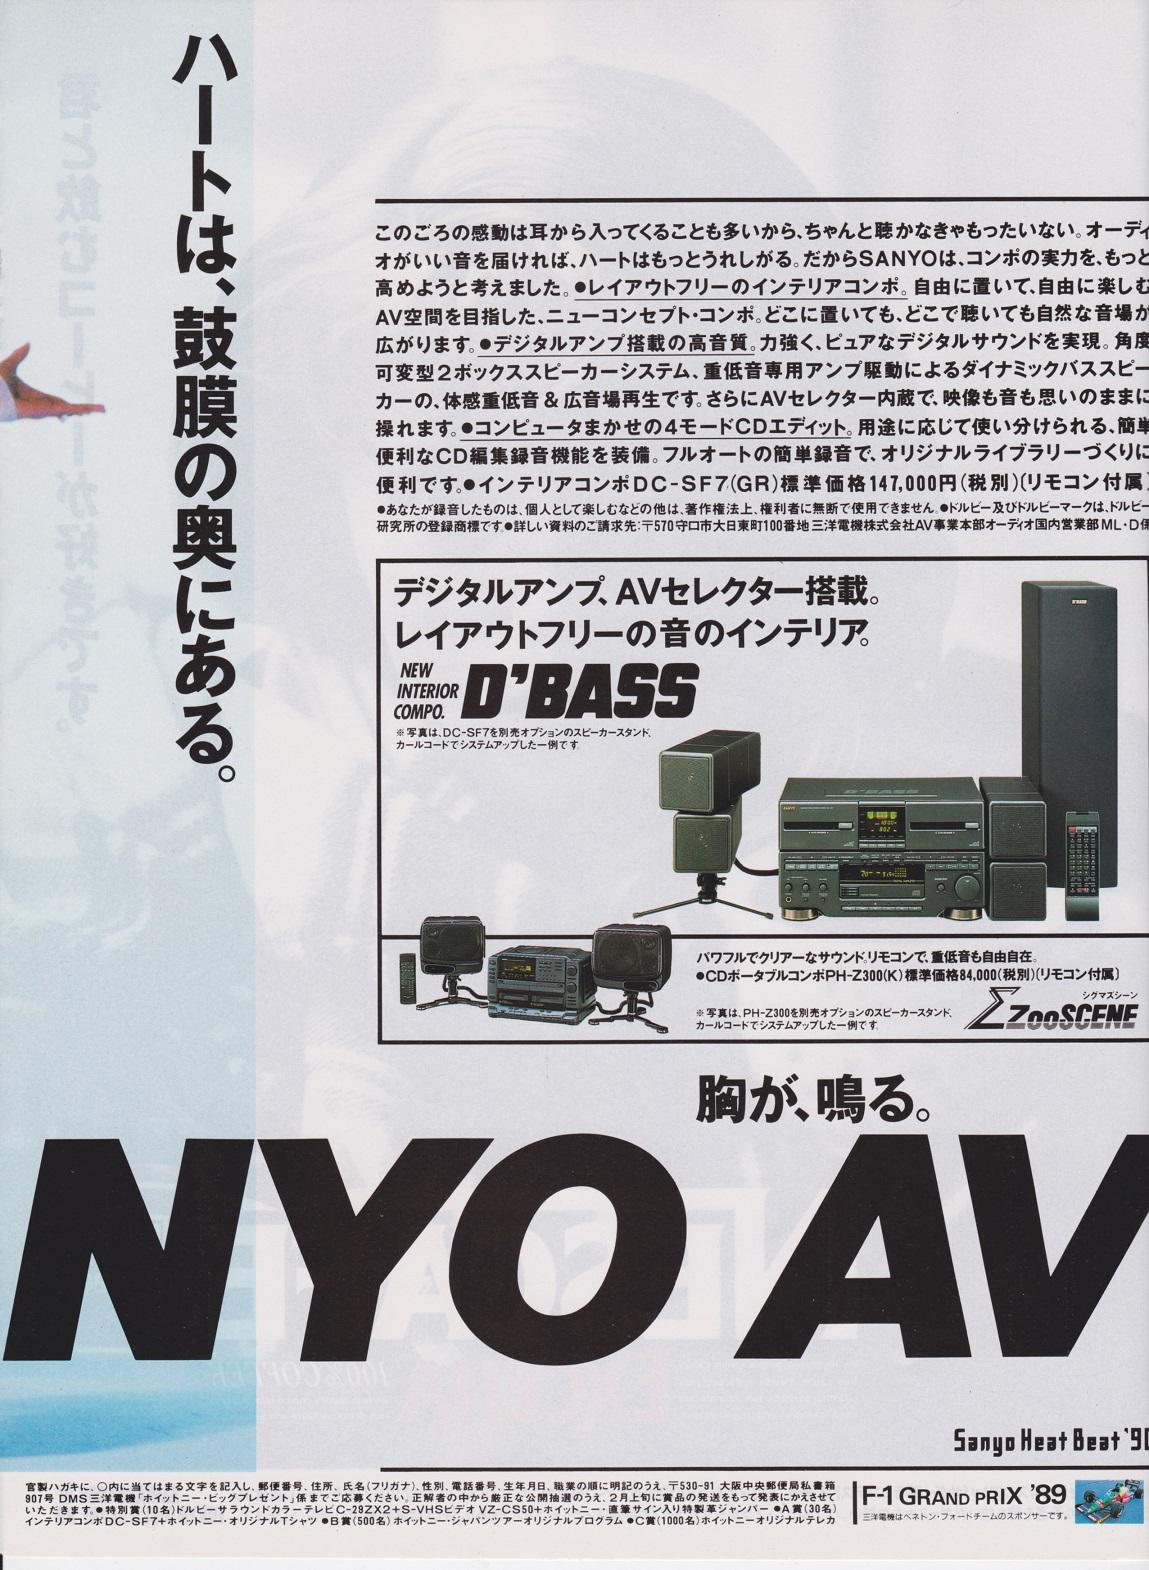 ハートは、鼓膜の奥にある。
このごろの感動は耳から入ってくることも多いから、ちゃんと聴かなきゃもったいない。オーディ
オがいい音を届ければ、ハートはもっとうれしがる。だからSANYOは、コンポの実力を、もっと
高めようと考えました。●レイアウトフリーのインテリアコンポ。自由に置いて、自由に楽しむ
AV空間を目指した、ニューコンセプト・コンポ。どこに置いても、どこで聴いても自然な音場が
広がります。●デジタルアンプ搭載の高音質。力強く、ピュアなデジタルサウンドを実現。角度
可変型2ボックススピーカーシステム、重低音専用アンプ駆動によるダイナミックバススピー
カーの、体感重低音&広音場再生です。さらにAVセレクター内蔵で、映像も音も思いのままに
操れます。●コンピュータまかせの4モードCDエディット。用途に応じて使い分けられる、簡単
便利なCD編集録音機能を装備。フルオートの簡単録音で、オリジナルライブラリーづくりに
便利です。●インテリアコンポDC-SF7(GR)標準価格147,000円(税別)(リモコン付属)
●あなたが録音したものは、個人として楽しむなどの他は、著作権法上、権利者に無断で使用できません。●ドルビー及びドルビーマークは、ドルビー
研究所の登録商標です。●詳しい資料のご請求先:〒570 守口市大日東町100番地 三洋電機株式会社AV事業本部オーディオ国内営業部 ML・D係
デジタルアンプ、AVセレクター搭載。
レイアウトフリーの音のインテリア。
NEW
INTERIOR
COMPO. D'BASS
※写真は、DC-SF7を別売オプションのスピーカースタンド、
カールコードでシステムアップした一例です。
D'BASS
パワフルでクリアーなサウンド。リモコンで、重低音も自由自在。
●CDポータブルコンポPH-Z300(K)標準価格84,000(税別)(リモコン付属)
※写真は、PH-Z300を別売オプションのスピーカースタンド、
カールコードでシステムアップした一例です。
シグマズシーン
ΣZooSCENE
胸が、鳴る。
NYO AV
Sanyo Heat Beat '90
官製ハガキに、○内に当てはまる文字を記入し、郵便番号、住所、氏名(フリガナ)、性別、電話番号、生年月日、職業の順に明記のうえ、〒530-91 大阪中央郵便局私書箱
907号 DMS三洋電機「ホイットニー・ビッグプレゼント」係までご応募ください。正解者の中から厳正な公開抽選のうえ、2月上旬に賞品の発送をもって発表にかえさせて
いただきます。●特別賞(10名)ドルビーサラウンドカラーテレビC-29ZX2+S-VHSビデオVZ-CS50+ホイットニー・直筆サイン入り特製革ジャンパー ●A賞(30名)
インテリアコンポDC-SF7+ホイットニー・オリジナルTシャツ ●B賞(500名)ホイットニー・ジャパンツアーオリジナルプログラム ●C賞(1000名)ホイットニーオリジナルテレカ
F-1 GRAND PRIX '89
三洋電機はベネトン・フォードチームのスポンサーです。